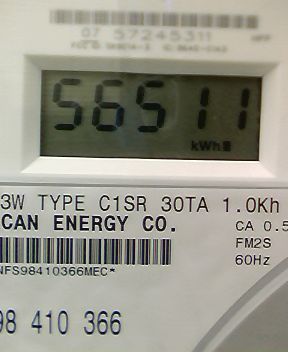 07 57245311
56511
kWh
3W TYPE C1SR 30TA 1.0Kh
CAN ENERGY CO.
CA 0.5
FM2S
60Hz
NFS98410366MEC*
98 410 366